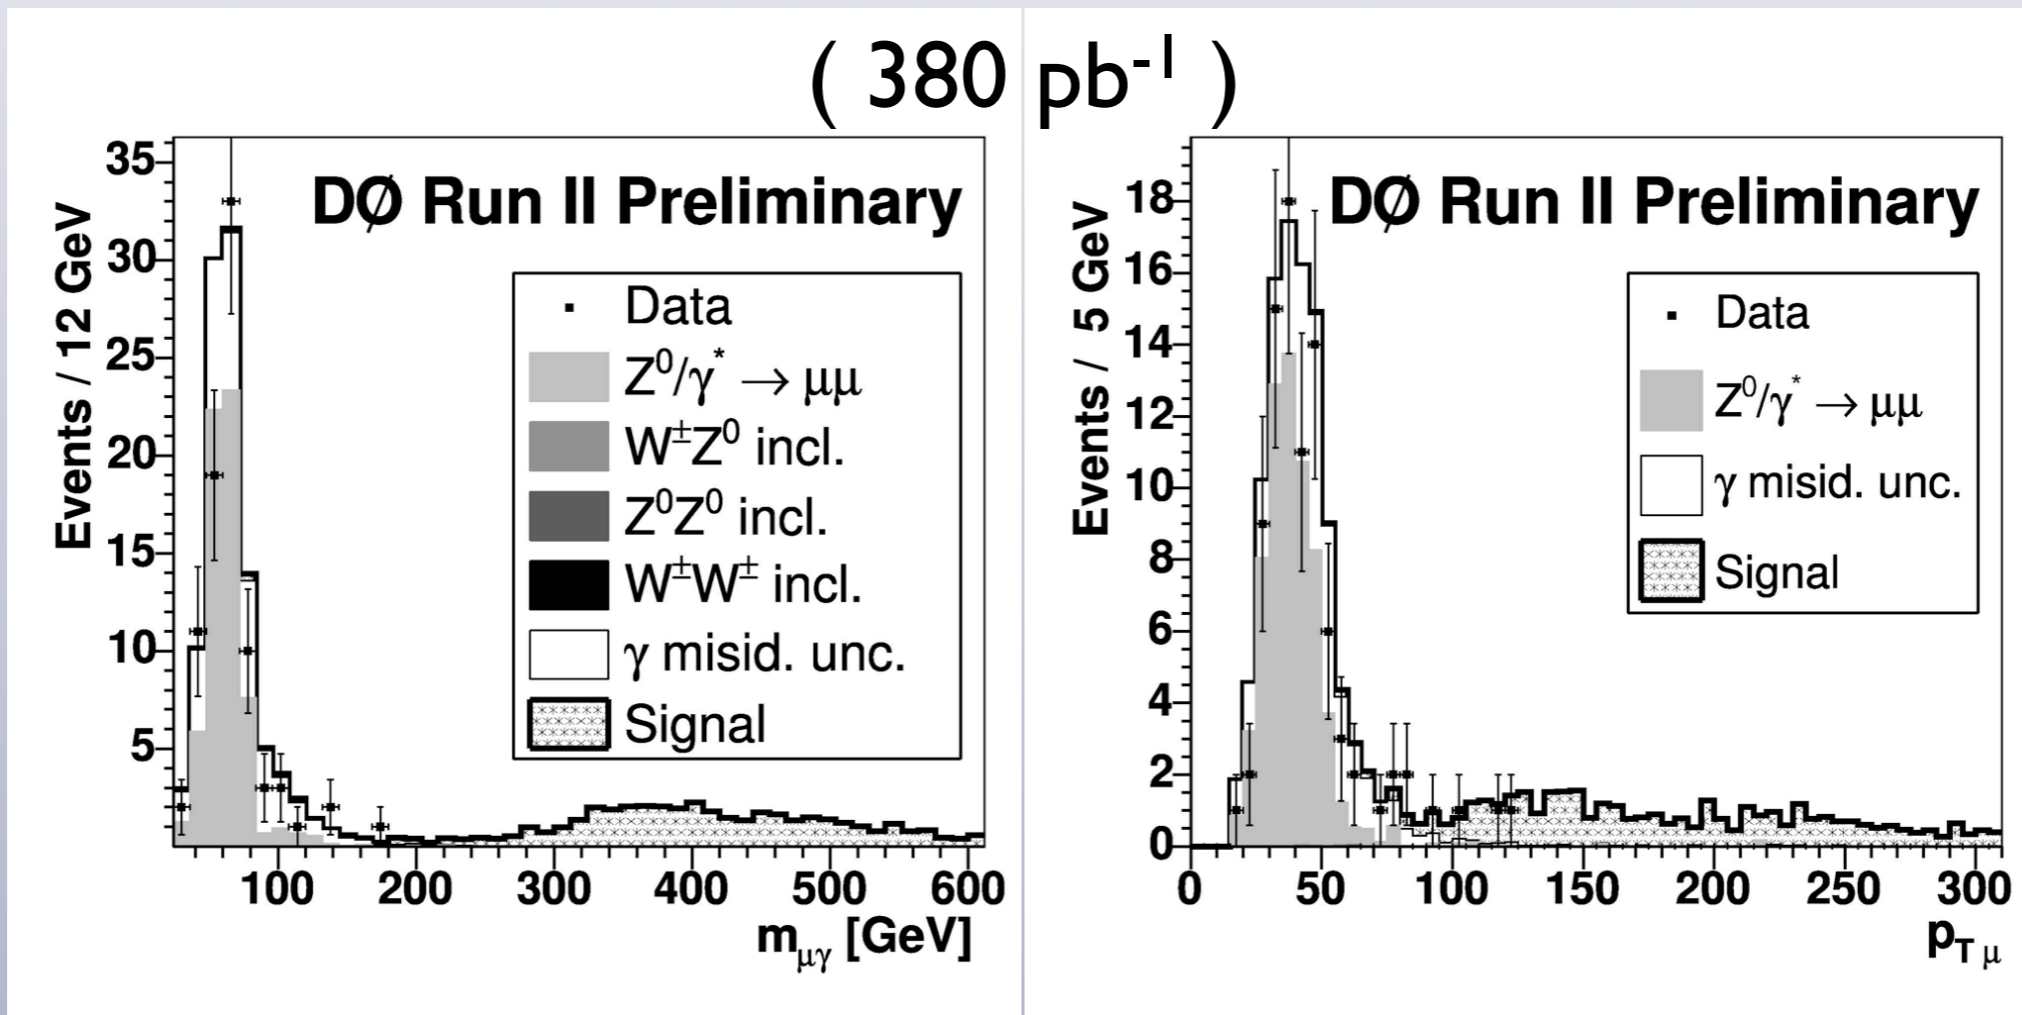 ( 380 pb⁻¹ )
DØ Run II Preliminary
Events / 12 GeV
35
30
25
20
15
10
5
Data
Z⁰/γ* → μμ
W±Z⁰ incl.
Z⁰Z⁰ incl.
W±W± incl.
γ misid. unc.
Signal
100 200 300 400 500 600
m_μγ [GeV]
DØ Run II Preliminary
Events / 5 GeV
18
16
14
12
10
8
6
4
2
0
Data
Z⁰/γ* → μμ
γ misid. unc.
Signal
0 50 100 150 200 250 300
p_T μ